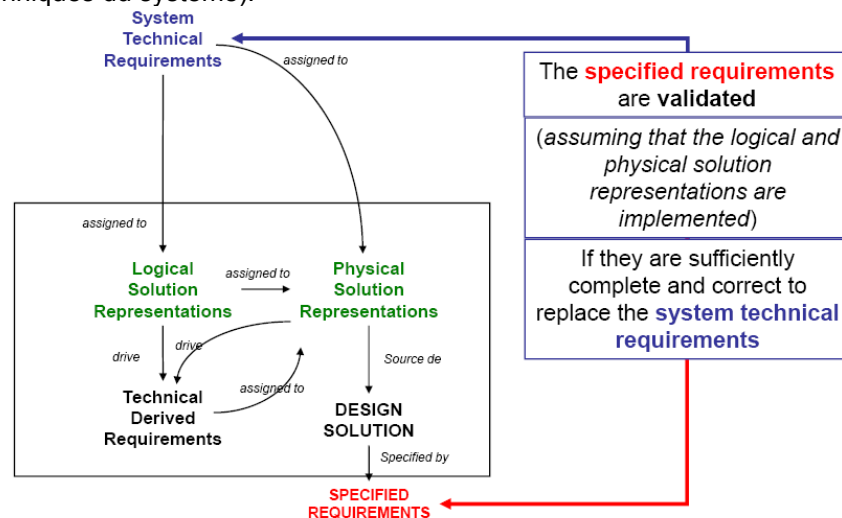 hniques du système).
System
Technical
Requirements
assigned to
The specified requirements
are validated
(assuming that the logical and
physical solution
representations are
implemented)
If they are sufficiently
complete and correct to
replace the system technical
requirements
assigned to
Logical
Solution
Representations
assigned to
Physical
Solution
Representations
drive
drive
Source de
assigned to
Technical
Derived
Requirements
DESIGN
SOLUTION
Specified by
SPECIFIED
REQUIREMENTS